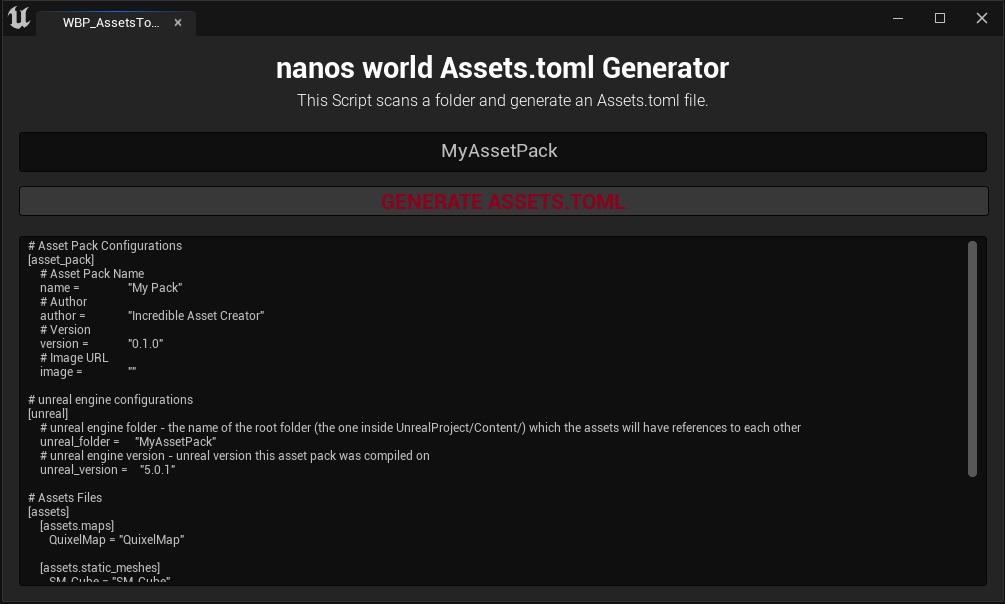 WBP_AssetsTo...
nanos world Assets.toml Generator
This Script scans a folder and generate an Assets.toml file.
MyAssetPack
GENERATE ASSETS.TOML
# Asset Pack Configurations
[asset_pack]
# Asset Pack Name
name = "My Pack"
# Author
author = "Incredible Asset Creator"
# Version
version = "0.1.0"
# Image URL
image = ""
# unreal engine configurations
[unreal]
# unreal engine folder - the name of the root folder (the one inside UnrealProject/Content/) which the assets will have references to each other
unreal_folder = "MyAssetPack"
# unreal engine version - unreal version this asset pack was compiled on
unreal_version = "5.0.1"
# Assets Files
[assets]
[assets.maps]
QuixelMap = "QuixelMap"
[assets.static_meshes]
SM_Cube = "SM_Cube"